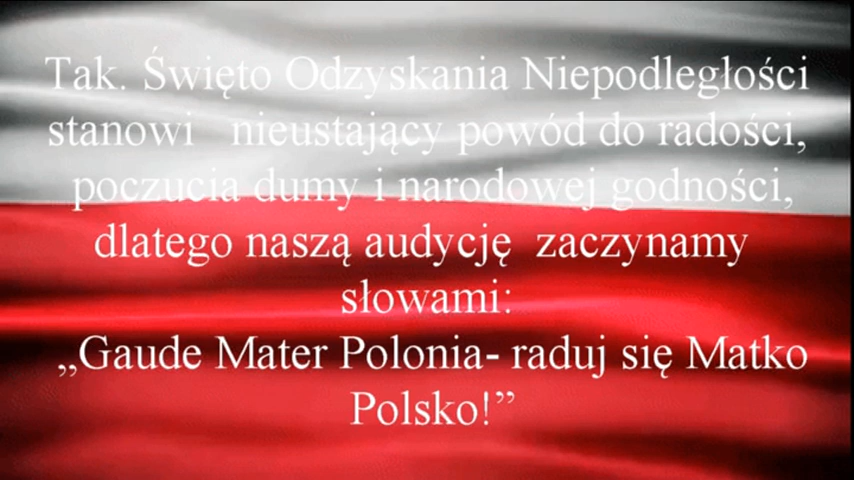 Tak. Święto Odzyskania Niepodległości
stanowi nieustający powód do radości,
poczucia dumy i narodowej godności,
dlatego naszą audycję zaczynamy
słowami:
„Gaude Mater Polonia- raduj się Matko
Polsko!”